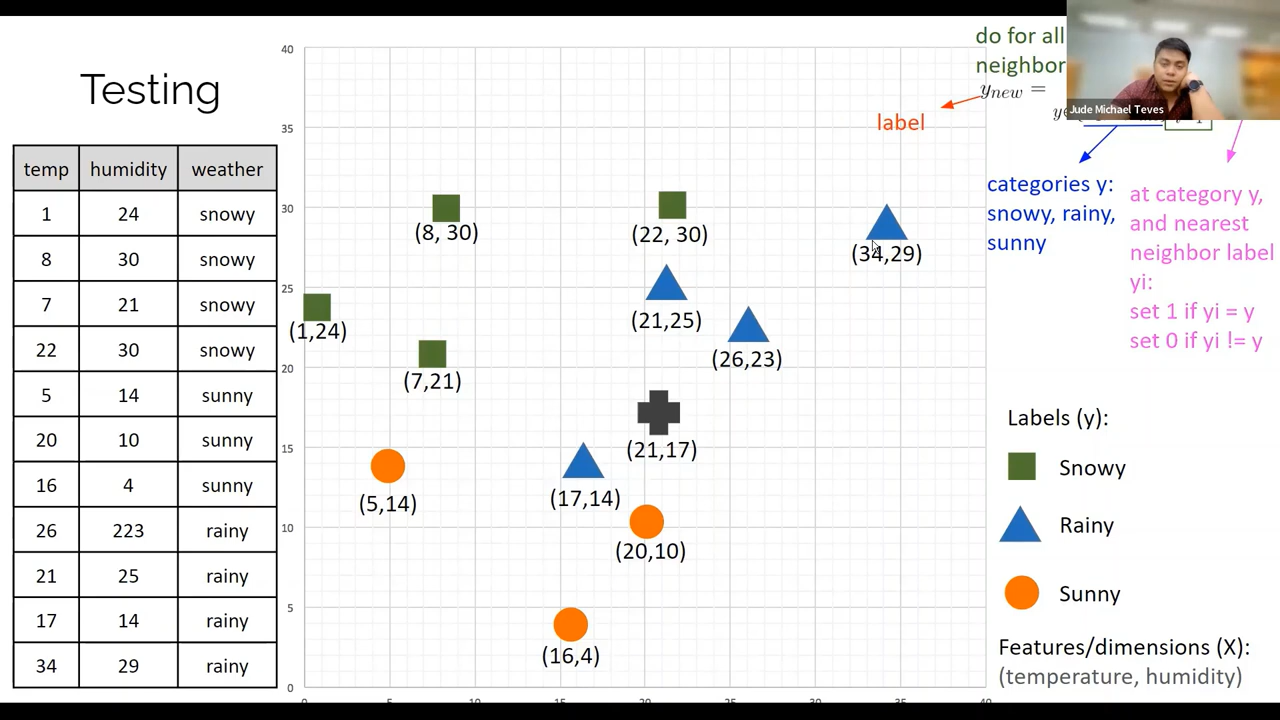 Testing
temp humidity weather
1 24 snowy
8 30 snowy
7 21 snowy
22 30 snowy
5 14 sunny
20 10 sunny
16 4 sunny
26 223 rainy
21 25 rainy
17 14 rainy
34 29 rainy
40
35
30
25
20
15
10
5
0
(8, 30)
(22, 30)
(34,29)
(1,24)
(21,25)
(26,23)
(7,21)
(21,17)
(5,14)
(17,14)
(20,10)
(16,4)
do for all
neighbor
y_new =
label
Jude Michael Teves
categories y:
snowy, rainy,
sunny
at category y,
and nearest
neighbor label
yi:
set 1 if yi = y
set 0 if yi != y
Labels (y):
Snowy
Rainy
Sunny
Features/dimensions (X):
(temperature, humidity)